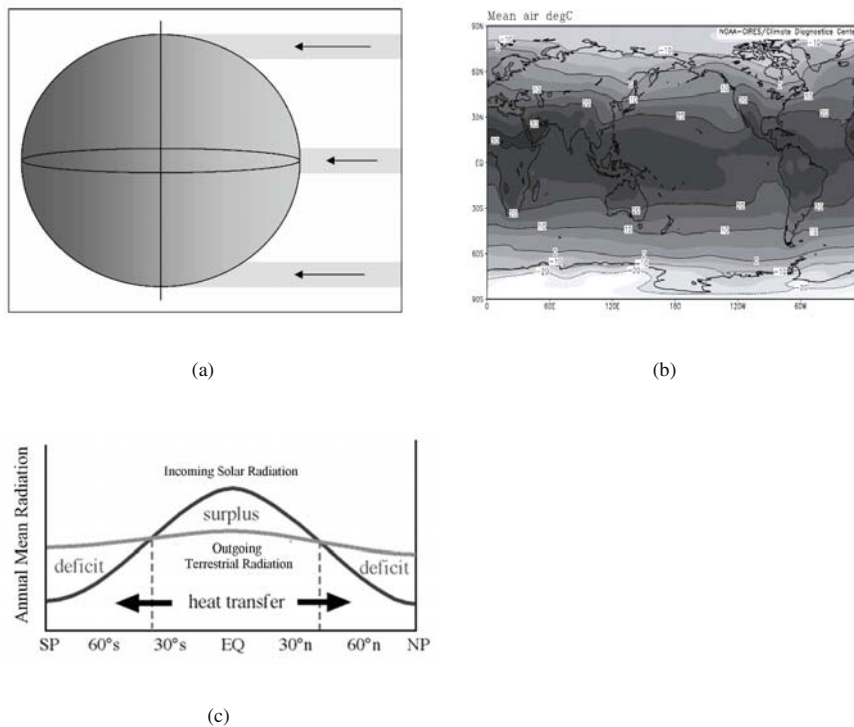 (a)
Mean air degC
NOAA-CIRES/Climate Diagnostics Center
90N
60N
30N
EQ
30S
60S
90S
0
60E
120E
180
120W
60W
(b)
Annual Mean Radiation
Incoming Solar Radiation
surplus
Outgoing
Terrestrial Radiation
deficit
deficit
heat transfer
SP
60°s
30°s
EQ
30°n
60°n
NP
(c)